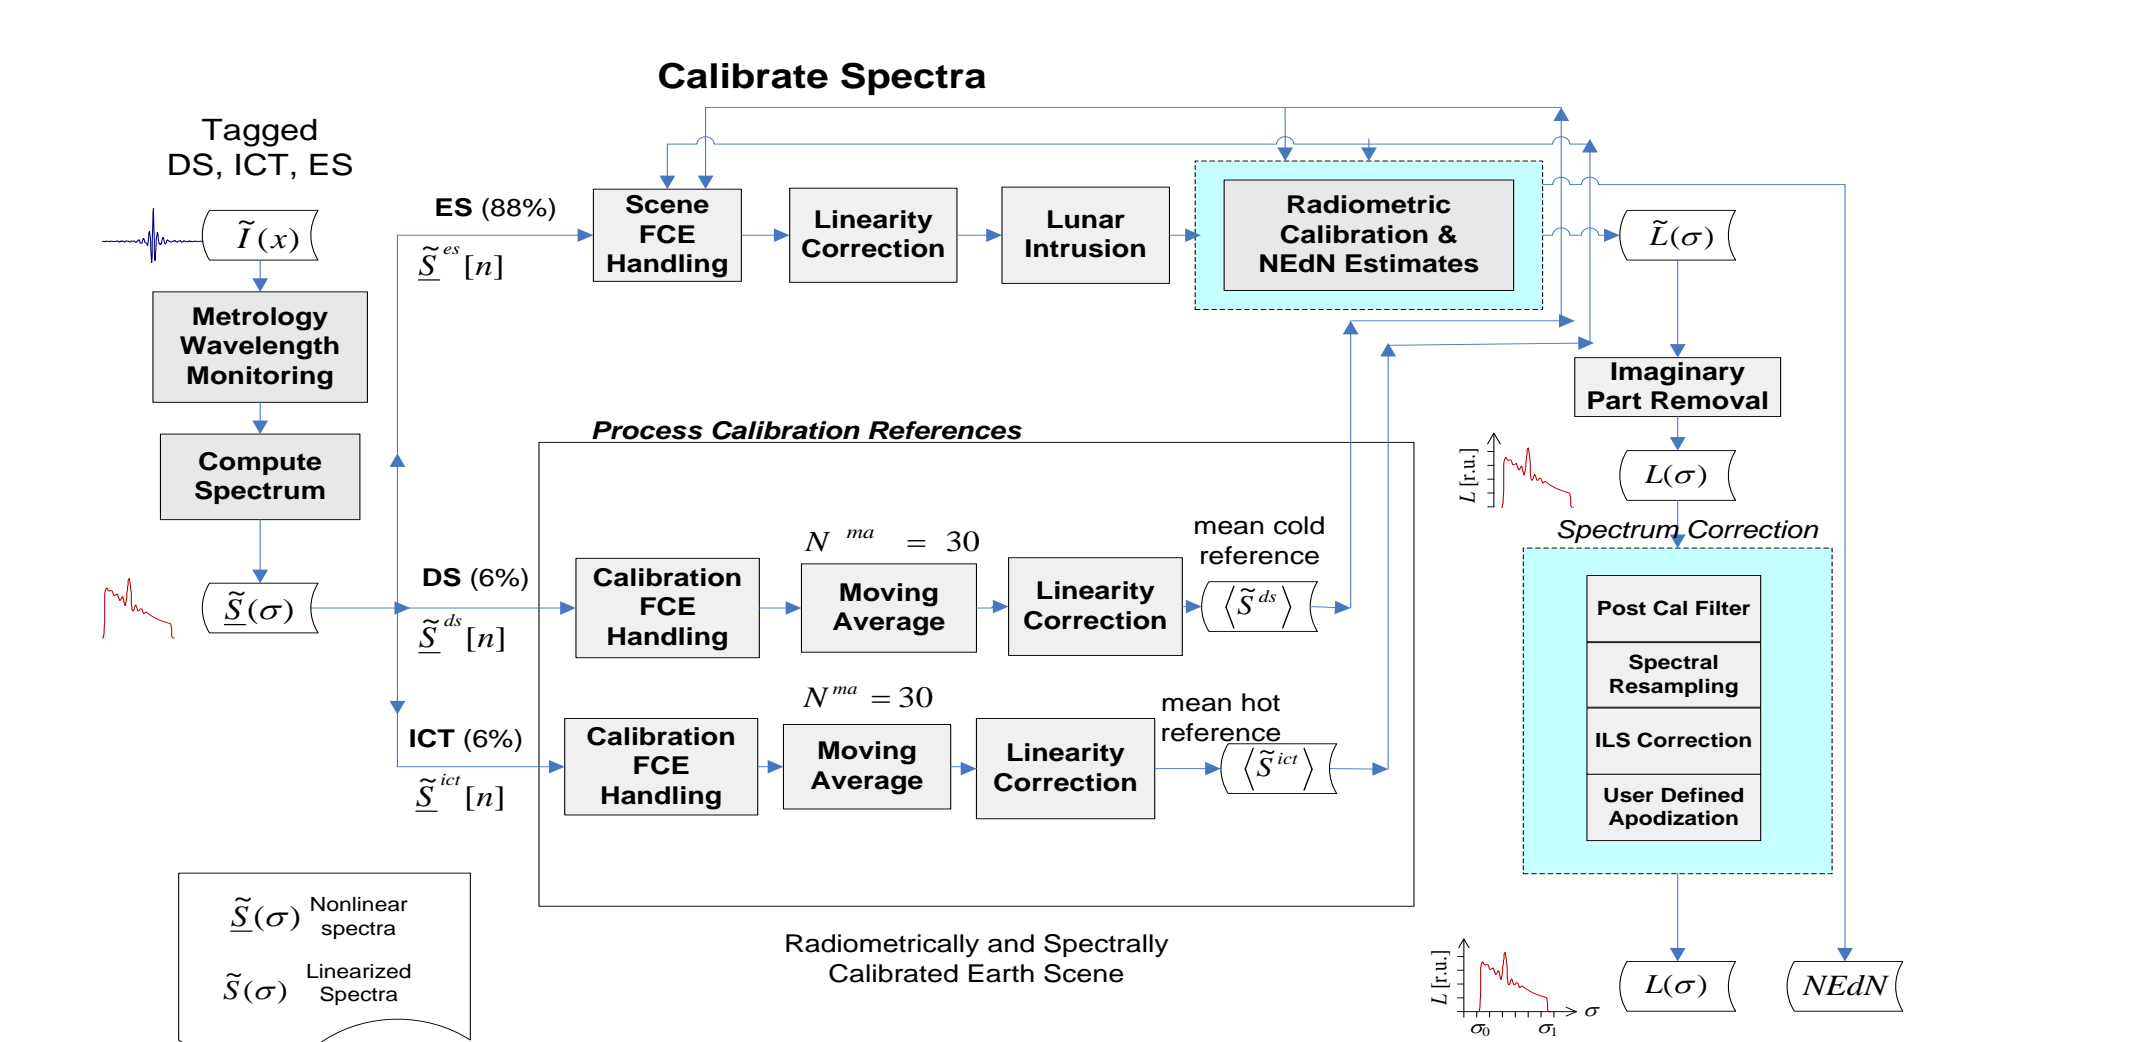 Calibrate Spectra
Tagged
DS, ICT, ES
Ĩ(x)
Metrology
Wavelength
Monitoring
Compute
Spectrum
S̲̃(σ)
ES (88%)
S̲̃ᵉˢ[n]
Scene
FCE
Handling
Linearity
Correction
Lunar
Intrusion
Radiometric
Calibration &
NEdN Estimates
L̃(σ)
Imaginary
Part Removal
L [r.u.]
L(σ)
Process Calibration References
DS (6%)
S̲̃ᵈˢ[n]
Calibration
FCE
Handling
N ᵐᵃ = 30
Moving
Average
Linearity
Correction
mean cold
reference
⟨S̃ᵈˢ⟩
ICT (6%)
S̲̃ⁱᶜᵗ[n]
Calibration
FCE
Handling
Nᵐᵃ = 30
Moving
Average
Linearity
Correction
mean hot
reference
⟨S̃ⁱᶜᵗ⟩
Spectrum Correction
Post Cal Filter
Spectral
Resampling
ILS Correction
User Defined
Apodization
S̲̃(σ) Nonlinear
spectra
S̃(σ) Linearized
Spectra
Radiometrically and Spectrally
Calibrated Earth Scene
L [r.u.]
σ
σ₀ σ₁
L(σ)
NEdN